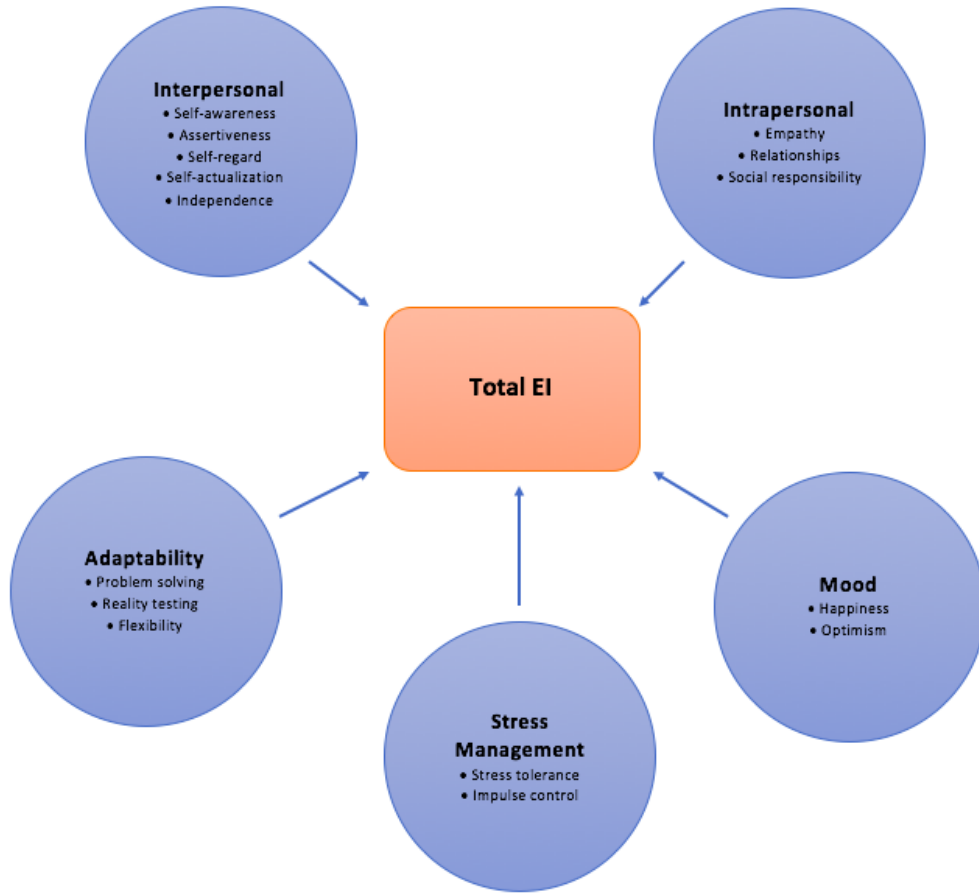 Interpersonal
• Self-awareness
• Assertiveness
• Self-regard
• Self-actualization
• Independence
Intrapersonal
• Empathy
• Relationships
• Social responsibility
Total EI
Adaptability
• Problem solving
• Reality testing
• Flexibility
Mood
• Happiness
• Optimism
Stress
Management
• Stress tolerance
• Impulse control